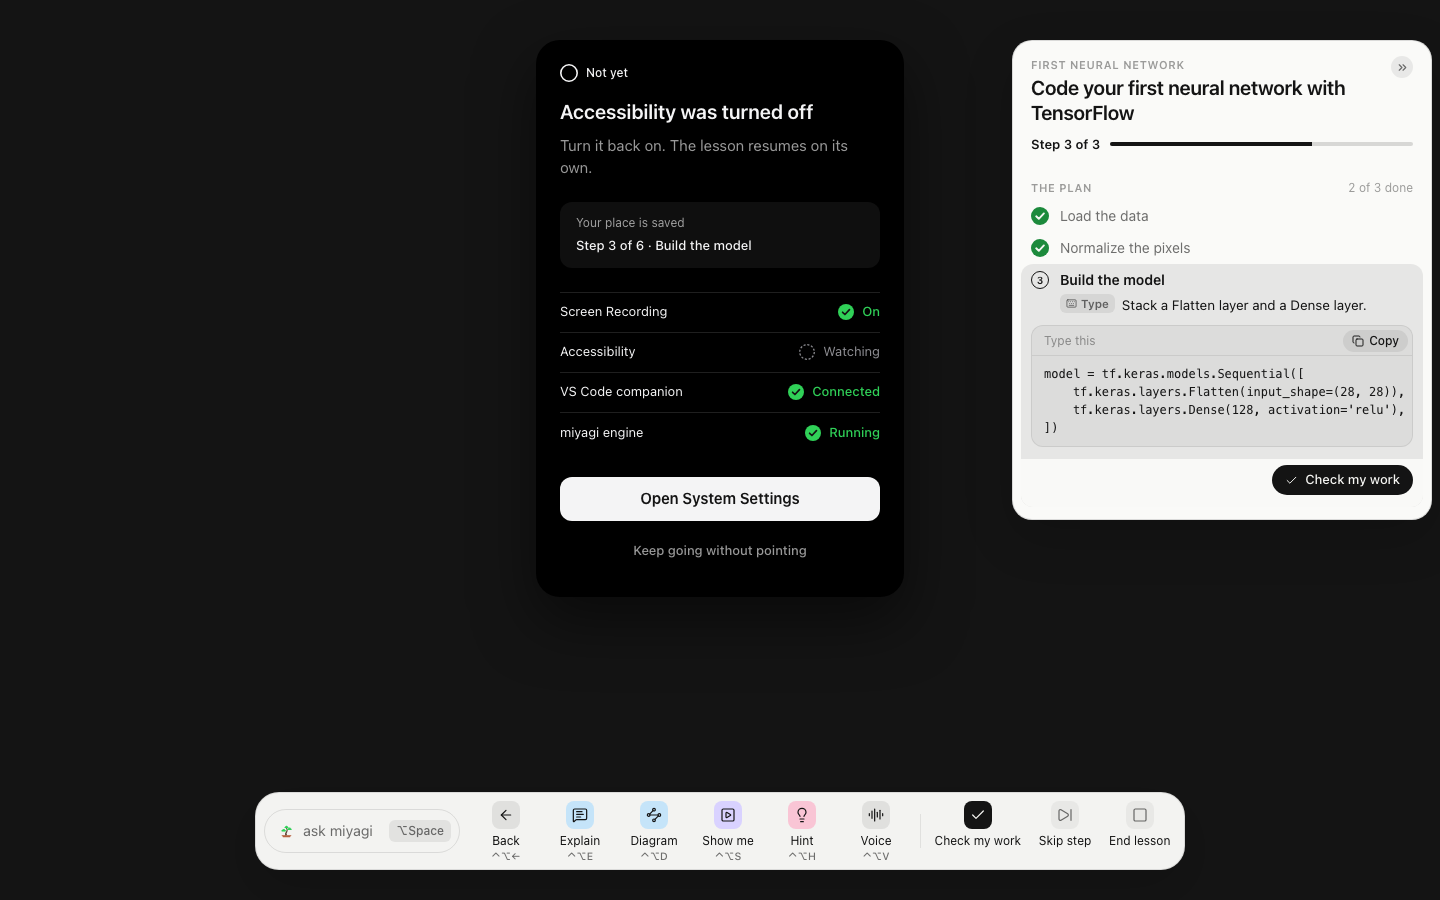 Not yet
Accessibility was turned off
Turn it back on. The lesson resumes on its
own.
Your place is saved
Step 3 of 6 · Build the model
Screen Recording On
Accessibility Watching
VS Code companion Connected
miyagi engine Running
Open System Settings
Keep going without pointing
FIRST NEURAL NETWORK
Code your first neural network with
TensorFlow
Step 3 of 3
THE PLAN 2 of 3 done
Load the data
Normalize the pixels
3 Build the model
Type Stack a Flatten layer and a Dense layer.
Type this Copy
model = tf.keras.models.Sequential([
    tf.keras.layers.Flatten(input_shape=(28, 28)),
    tf.keras.layers.Dense(128, activation='relu'),
])
Check my work
ask miyagi ⌥Space
Back Explain Diagram Show me Hint Voice Check my work Skip step End lesson
^⌥← ^⌥E ^⌥D ^⌥S ^⌥H ^⌥V